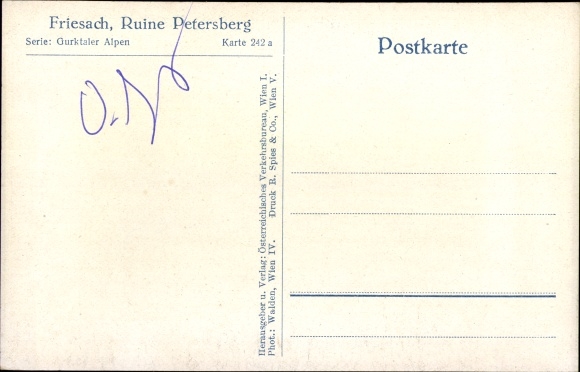 Friesach, Ruine Petersberg
Serie: Gurktaler Alpen Karte 242 a
Postkarte
Herausgeber u. Verlag: Österreichisches Verkehrsbureau, Wien I.
Phot.: Walden, Wien IV. Druck R. Spies & Co., Wien V.